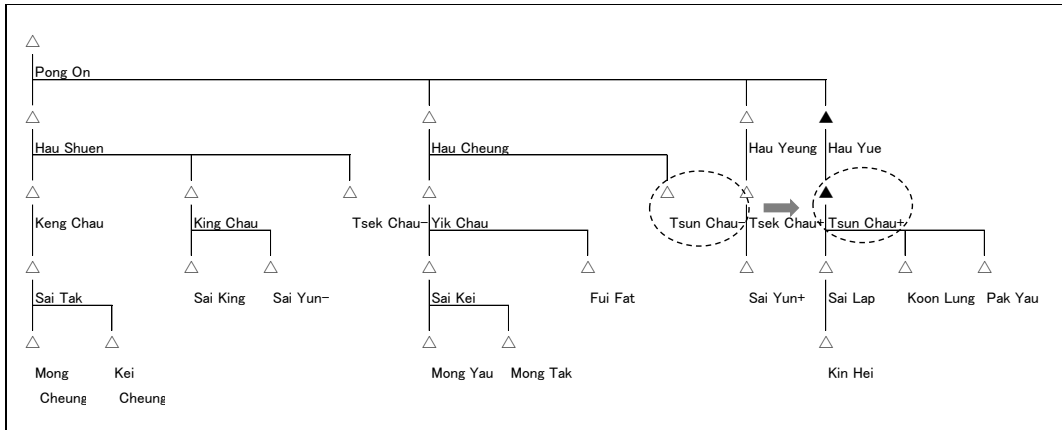 Pong On
Hau Shuen Hau Cheung Hau Yeung Hau Yue
Keng Chau King Chau Tsek Chau- Yik Chau Tsun Chau- Tsek Chau+ Tsun Chau+
Sai Tak Sai King Sai Yun- Sai Kei Fui Fat Sai Yun+ Sai Lap Koon Lung Pak Yau
Mong Kei Mong Yau Mong Tak Kin Hei
Cheung Cheung